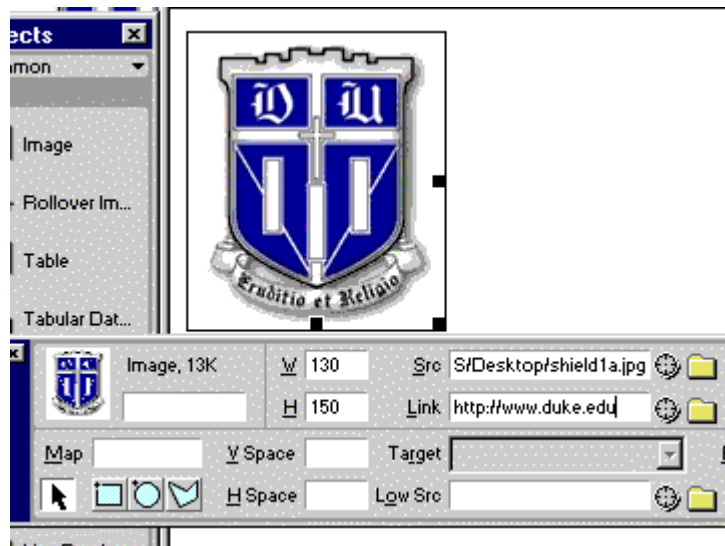 ects
mmon
Image
Rollover Im...
Table
Tabular Dat...
D U
Eruditio et Religio
Image, 13K
W 130
Src S/Desktop/shield1a.jpg
H 150
Link http://www.duke.edu
Map
V Space
Target
H Space
Low Src